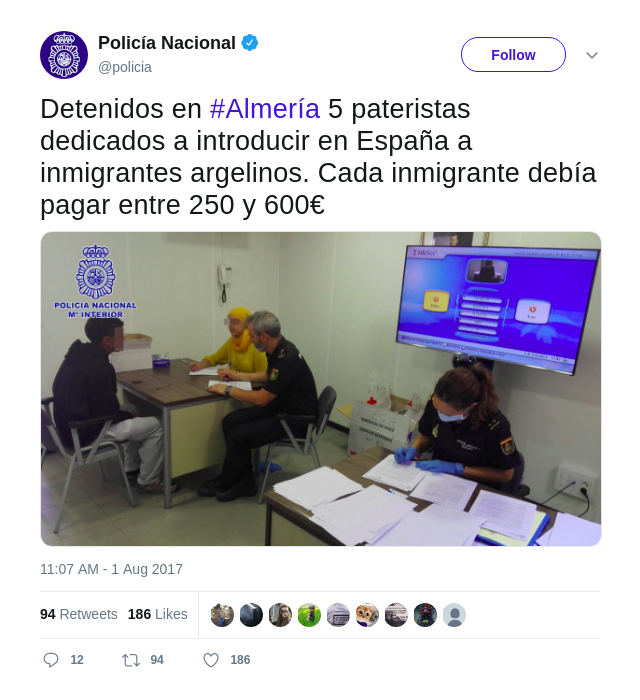 Policía Nacional
@policia
Follow
Detenidos en #Almería 5 pateristas
dedicados a introducir en España a
inmigrantes argelinos. Cada inmigrante debía
pagar entre 250 y 600€
POLICIA NACIONAL
Mº INTERIOR
11:07 AM - 1 Aug 2017
94 Retweets 186 Likes
12 94 186